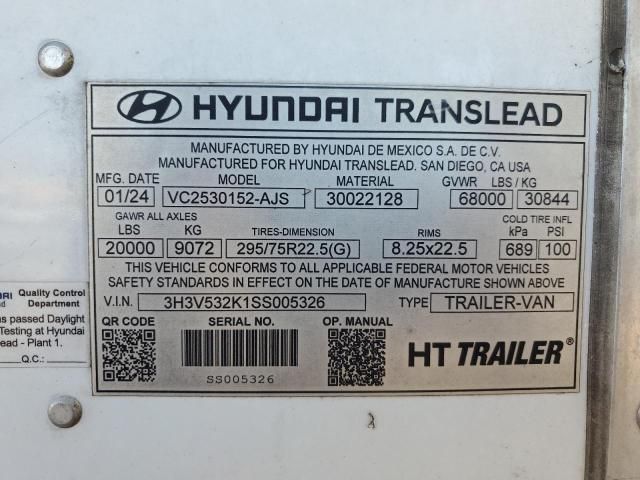 HYUNDAI TRANSLEAD
MANUFACTURED BY HYUNDAI DE MEXICO S.A. DE C.V.
MANUFACTURED FOR HYUNDAI TRANSLEAD. SAN DIEGO, CA USA
MFG. DATE MODEL MATERIAL GVWR LBS / KG
01/24 VC2530152-AJS 30022128 68000 30844
GAWR ALL AXLES COLD TIRE INFL
LBS KG TIRES-DIMENSION RIMS kPa PSI
20000 9072 295/75R22.5(G) 8.25x22.5 689 100
THIS VEHICLE CONFORMS TO ALL APPLICABLE FEDERAL MOTOR VEHICLES
SAFETY STANDARDS IN EFFECT ON THE DATE OF MANUFACTURE SHOWN ABOVE
V.I.N. 3H3V532K1SS005326 TYPE TRAILER-VAN
QR CODE SERIAL NO. OP. MANUAL
SS005326
HT TRAILER®
Quality Control
Department
s passed Daylight
Testing at Hyundai
ead - Plant 1.
Q.C.: